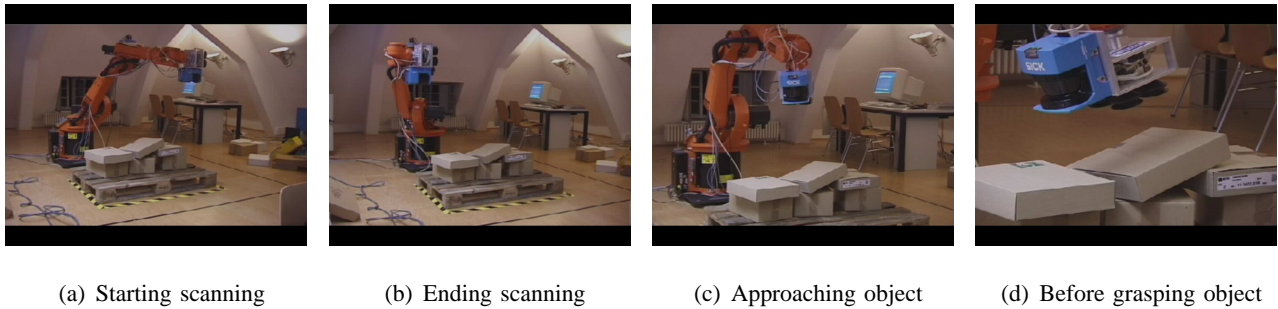 SICK
SICK
(a) Starting scanning
(b) Ending scanning
(c) Approaching object
(d) Before grasping object